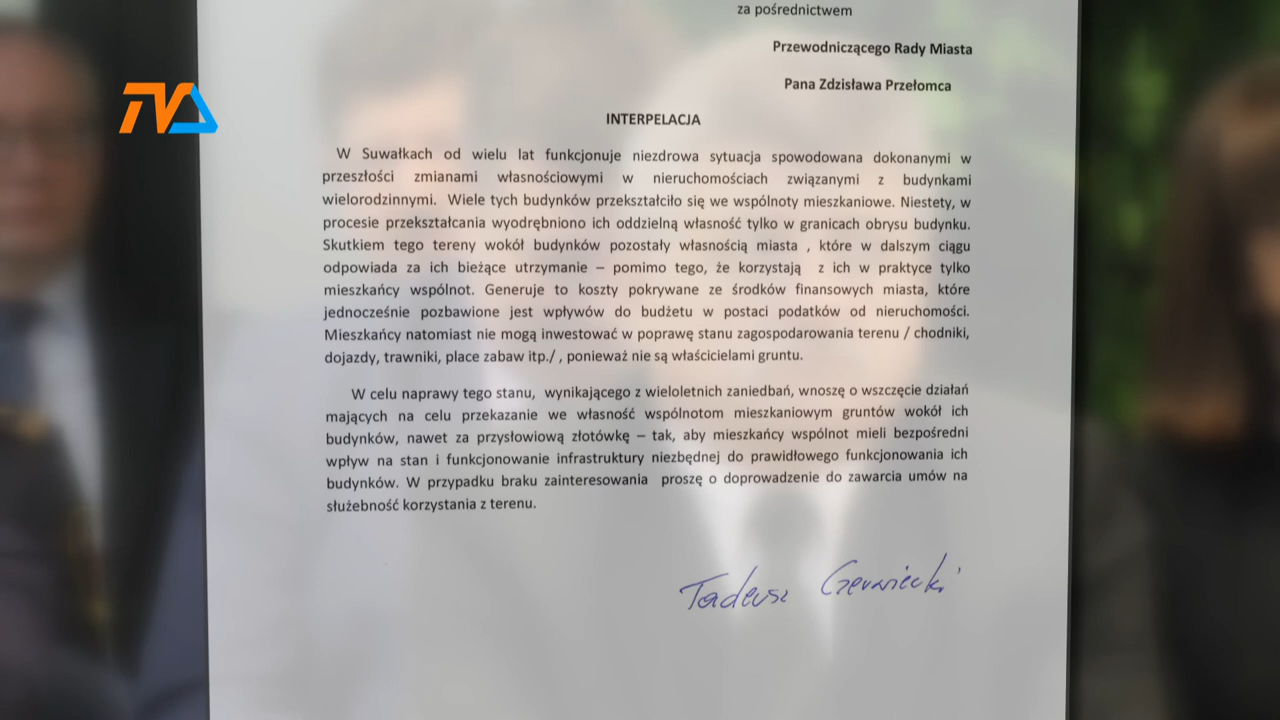 TVA
za pośrednictwem
Przewodniczącego Rady Miasta
Pana Zdzisława Przełomca
INTERPELACJA
W Suwałkach od wielu lat funkcjonuje niezdrowa sytuacja spowodowana dokonanymi w
przeszłości zmianami własnościowymi w nieruchomościach związanymi z budynkami
wielorodzinnymi. Wiele tych budynków przekształciło się we wspólnoty mieszkaniowe. Niestety, w
procesie przekształcania wyodrębniono ich oddzielną własność tylko w granicach obrysu budynku.
Skutkiem tego tereny wokół budynków pozostały własnością miasta , które w dalszym ciągu
odpowiada za ich bieżące utrzymanie – pomimo tego, że korzystają z ich w praktyce tylko
mieszkańcy wspólnot. Generuje to koszty pokrywane ze środków finansowych miasta, które
jednocześnie pozbawione jest wpływów do budżetu w postaci podatków od nieruchomości.
Mieszkańcy natomiast nie mogą inwestować w poprawę stanu zagospodarowania terenu / chodniki,
dojazdy, trawniki, place zabaw itp./ , ponieważ nie są właścicielami gruntu.
W celu naprawy tego stanu, wynikającego z wieloletnich zaniedbań, wnoszę o wszczęcie działań
mających na celu przekazanie we własność wspólnotom mieszkaniowym gruntów wokół ich
budynków, nawet za przysłowiową złotówkę – tak, aby mieszkańcy wspólnot mieli bezpośredni
wpływ na stan i funkcjonowanie infrastruktury niezbędnej do prawidłowego funkcjonowania ich
budynków. W przypadku braku zainteresowania proszę o doprowadzenie do zawarcia umów na
służebność korzystania z terenu.
Tadeusz Czerwiecki